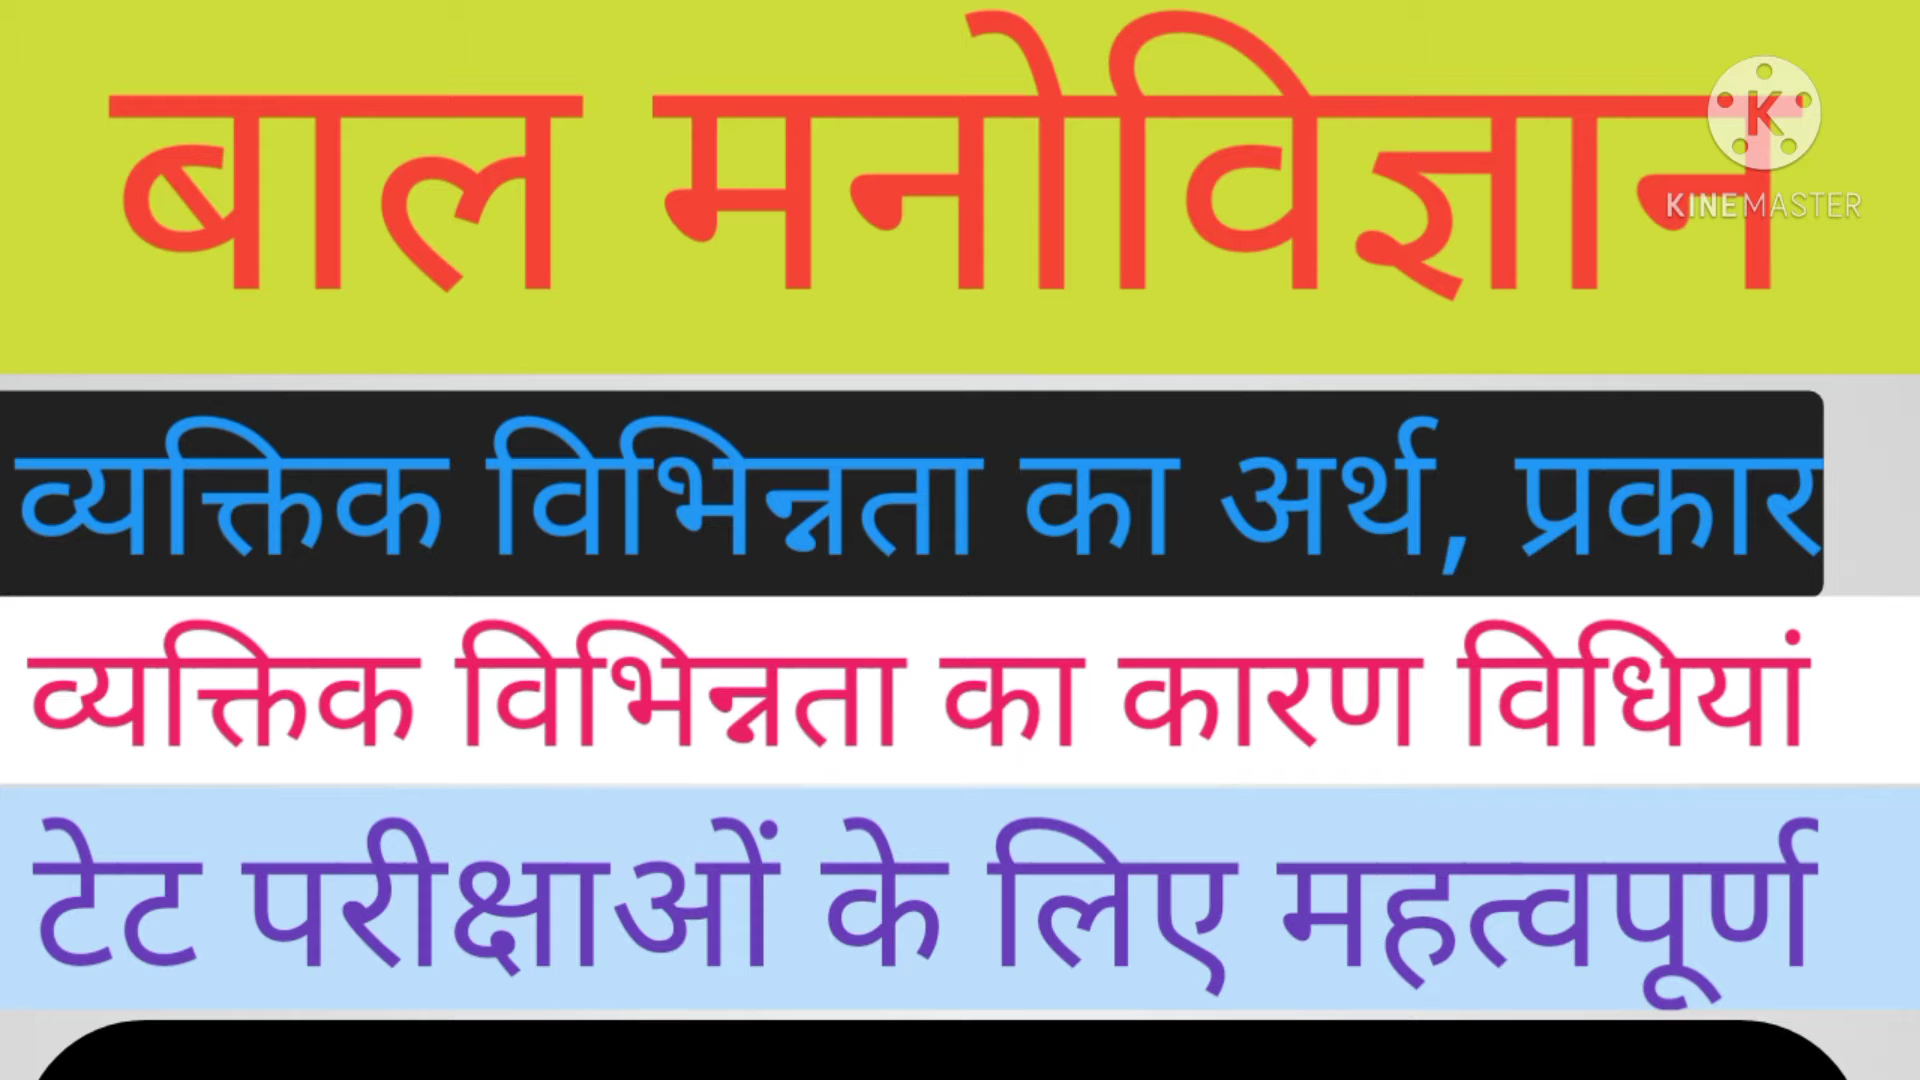 बाल मनोविज्ञान
KINEMASTER
व्यक्तिक विभिन्नता का अर्थ, प्रकार
व्यक्तिक विभिन्नता का कारण विधियां
टेट परीक्षाओं के लिए महत्वपूर्ण